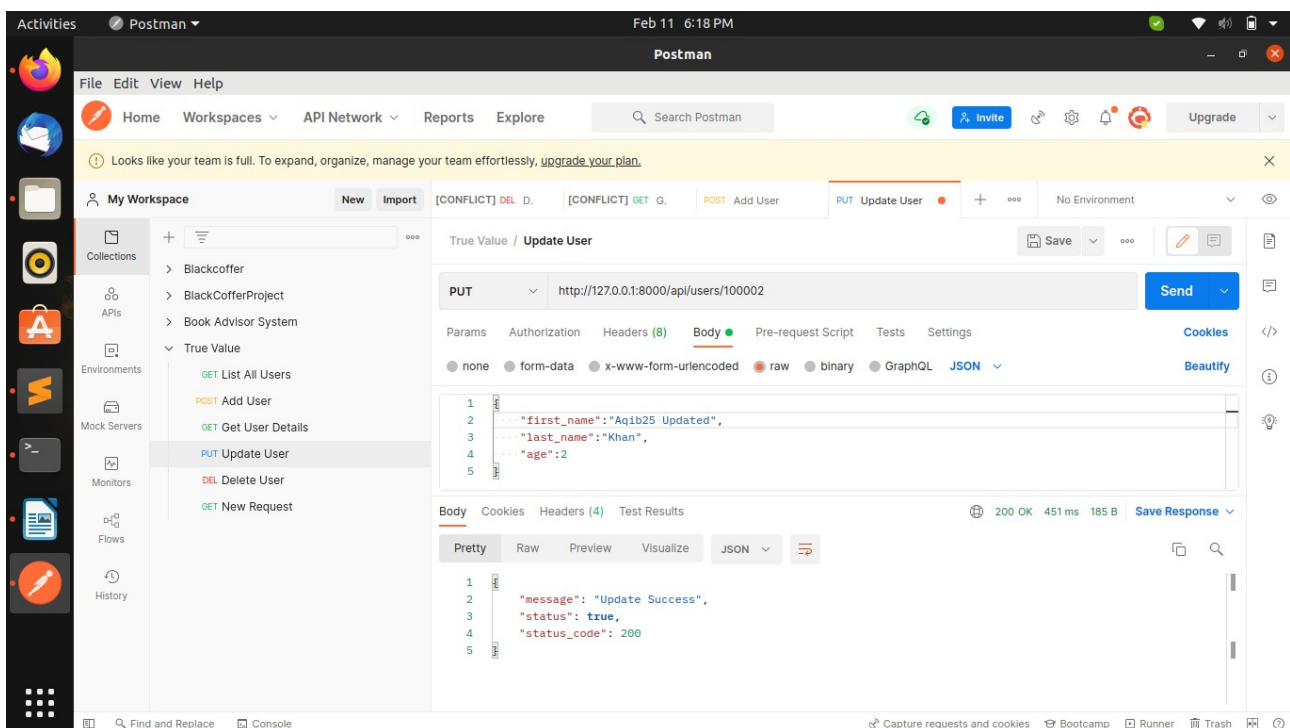 Activities Postman Feb 11 6:18 PM
Postman
File Edit View Help
Home Workspaces API Network Reports Explore Search Postman Invite Upgrade
Looks like your team is full. To expand, organize, manage your team effortlessly, upgrade your plan.
My Workspace New Import [CONFLICT] DEL D. [CONFLICT] GET G. POST Add User PUT Update User No Environment
Collections
APIs
Environments
Mock Servers
Monitors
Flows
History
Blackcoffer
BlackCofferProject
Book Advisor System
True Value
GET List All Users
POST Add User
GET Get User Details
PUT Update User
DEL Delete User
GET New Request
True Value / Update User Save
PUT http://127.0.0.1:8000/api/users/100002 Send
Params Authorization Headers (8) Body Pre-request Script Tests Settings Cookies
none form-data x-www-form-urlencoded raw binary GraphQL JSON Beautify
1 {
2 "first_name":"Aqib25 Updated",
3 "last_name":"Khan",
4 "age":2
5 }
Body Cookies Headers (4) Test Results 200 OK 451 ms 185 B Save Response
Pretty Raw Preview Visualize JSON
1 {
2 "message": "Update Success",
3 "status": true,
4 "status_code": 200
5 }
Find and Replace Console Capture requests and cookies Bootcamp Runner Trash